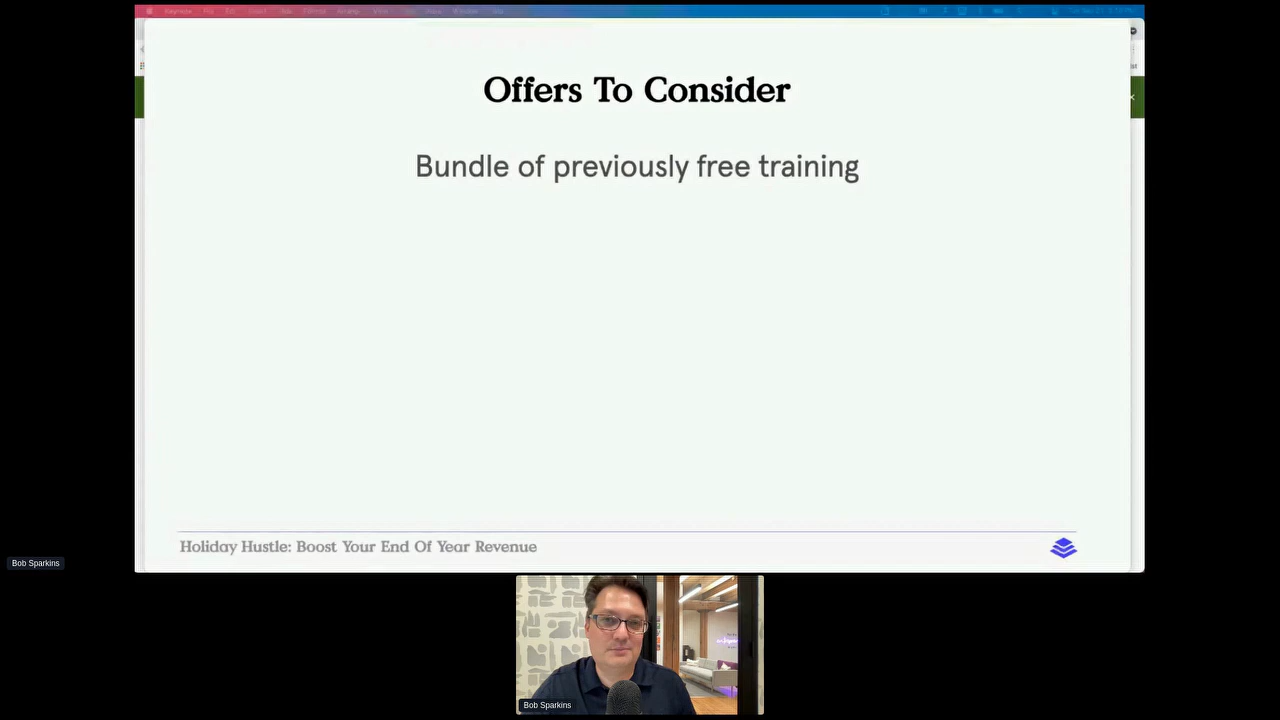 Offers To Consider
Bundle of previously free training
Holiday Hustle: Boost Your End Of Year Revenue
Bob Sparkins
Bob Sparkins